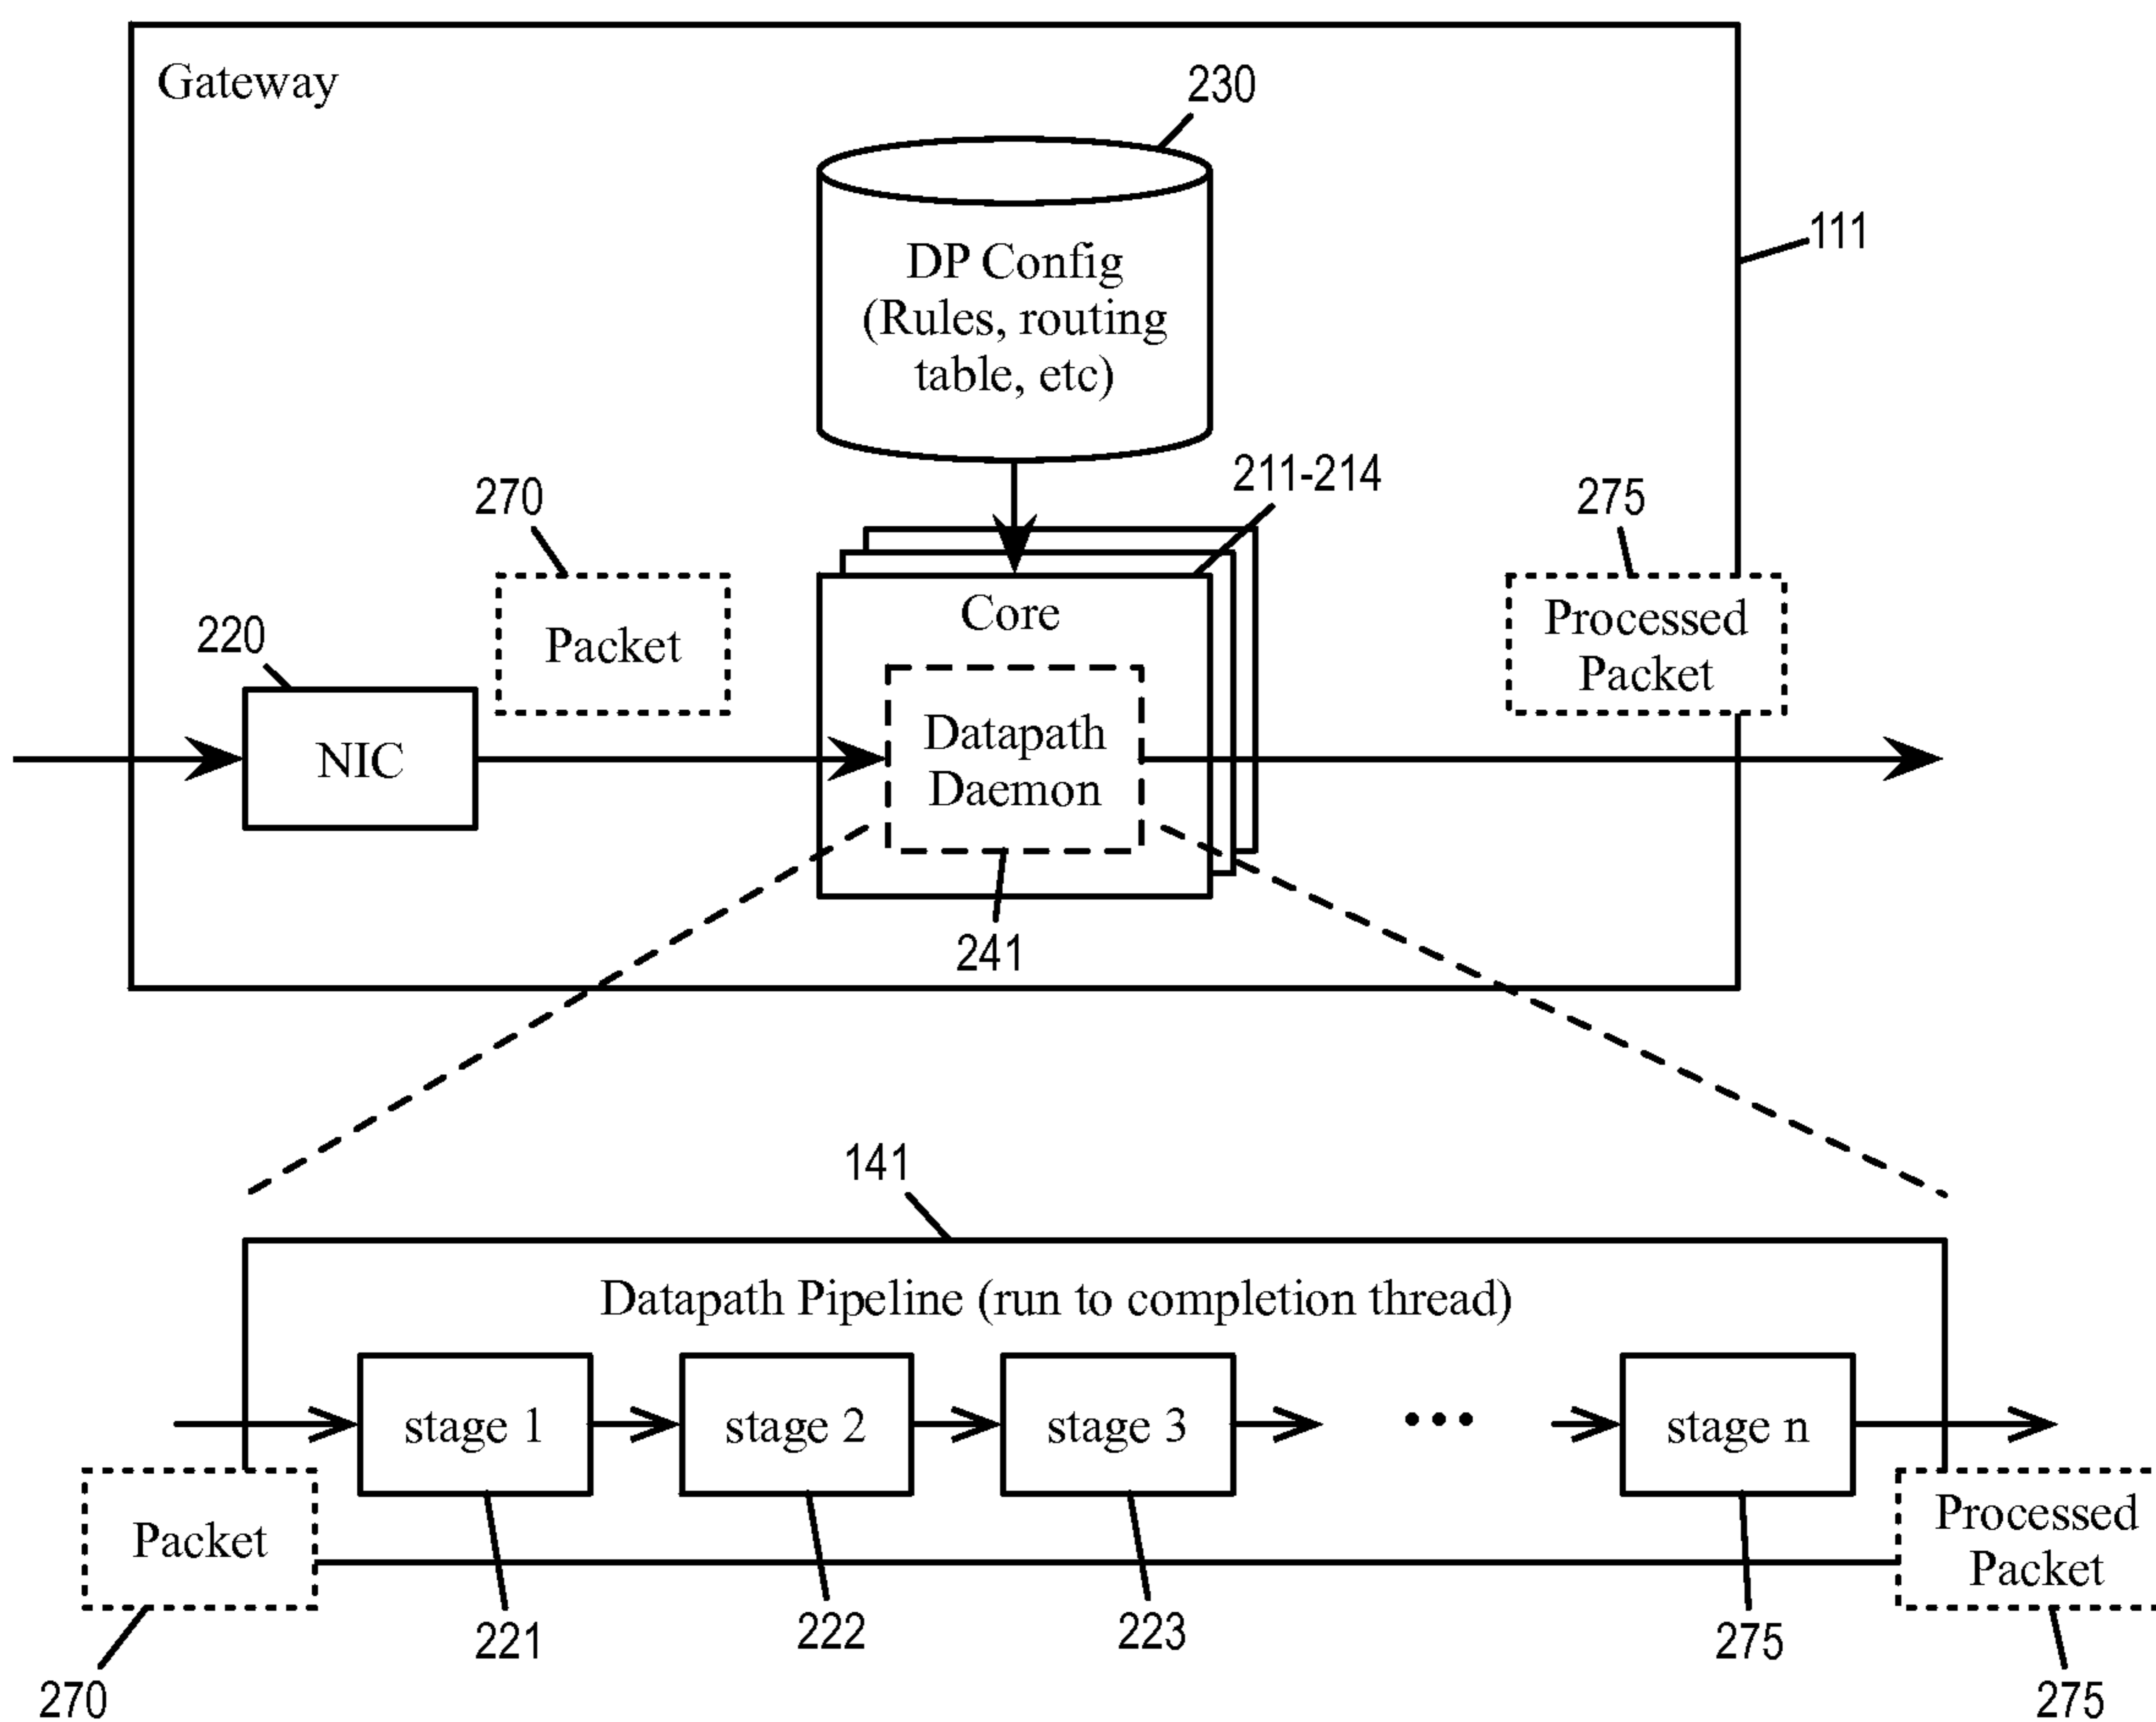 Gateway
230
DP Config
(Rules, routing
table, etc)
111
211-214
270
275
Core
Packet
Processed
Packet
220
NIC
Datapath
Daemon
241
141
Datapath Pipeline (run to completion thread)
stage 1
stage 2
stage 3
•••
stage n
Packet
Processed
Packet
221
222
223
275
270
275